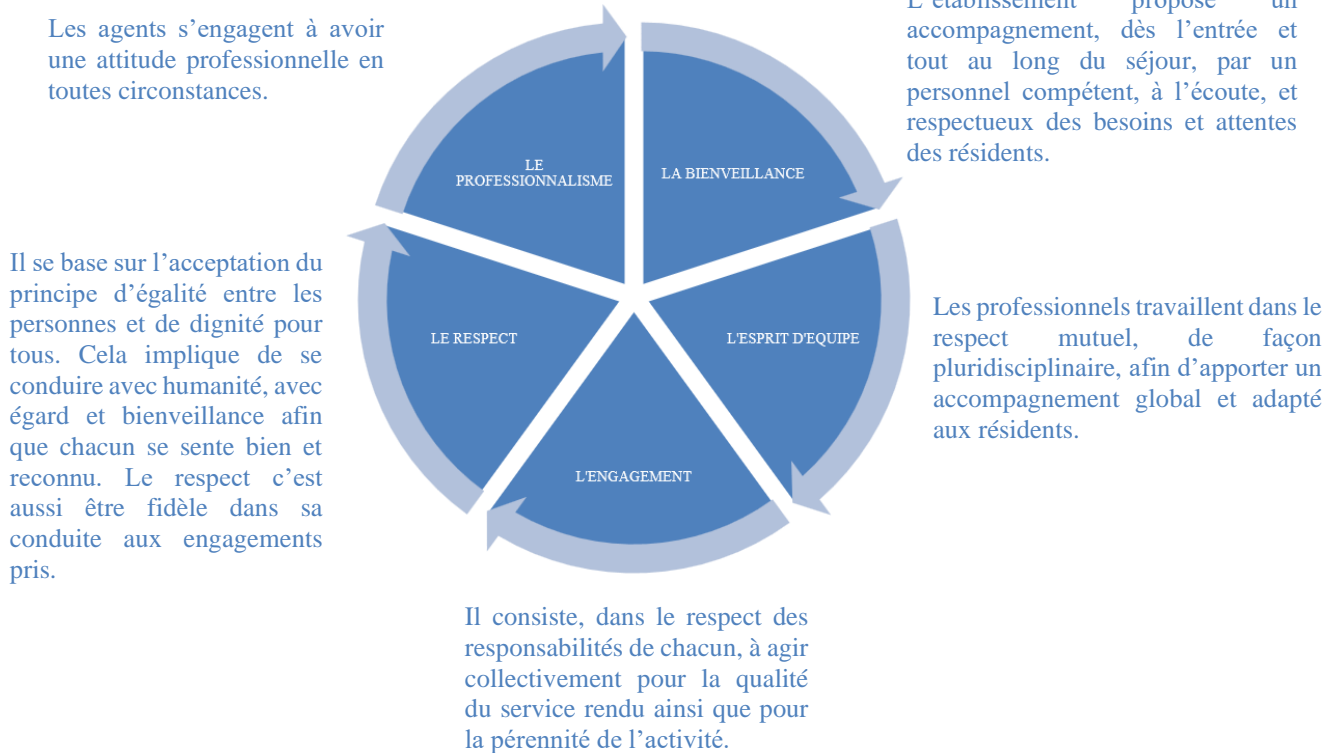 Les agents s’engagent à avoir
une attitude professionnelle en
toutes circonstances.
L’établissement propose un
accompagnement, dès l’entrée et
tout au long du séjour, par un
personnel compétent, à l’écoute, et
respectueux des besoins et attentes
des résidents.
LE
PROFESSIONNALISME
LA BIENVEILLANCE
Il se base sur l’acceptation du
principe d’égalité entre les
personnes et de dignité pour
tous. Cela implique de se
conduire avec humanité, avec
égard et bienveillance afin
que chacun se sente bien et
reconnu. Le respect c’est
aussi être fidèle dans sa
conduite aux engagements
pris.
LE RESPECT
L'ESPRIT D'EQUIPE
Les professionnels travaillent dans le
respect mutuel, de façon
pluridisciplinaire, afin d’apporter un
accompagnement global et adapté
aux résidents.
L'ENGAGEMENT
Il consiste, dans le respect des
responsabilités de chacun, à agir
collectivement pour la qualité
du service rendu ainsi que pour
la pérennité de l’activité.